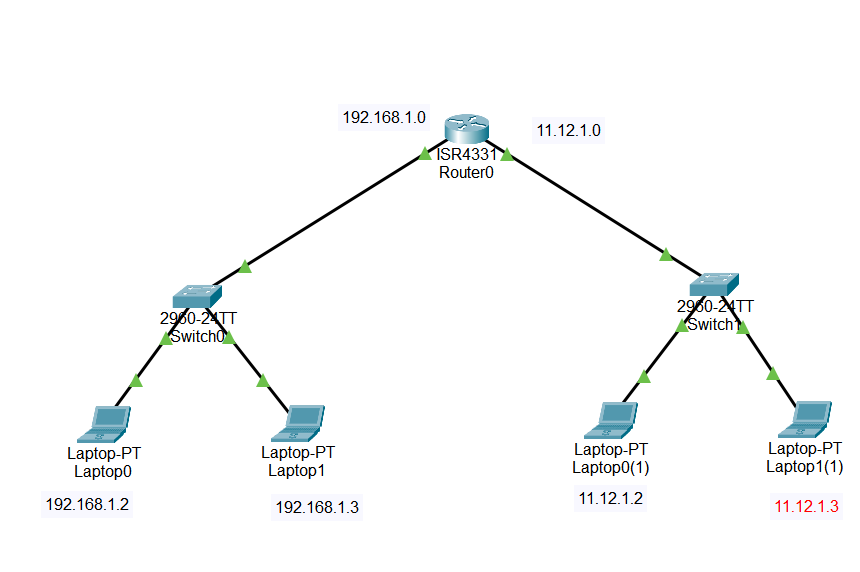 192.168.1.0
11.12.1.0
ISR4331
Router0
2960-24TT
Switch0
2960-24TT
Switch1
Laptop-PT
Laptop0
Laptop-PT
Laptop1
Laptop-PT
Laptop0(1)
Laptop-PT
Laptop1(1)
192.168.1.2
192.168.1.3
11.12.1.2
11.12.1.3